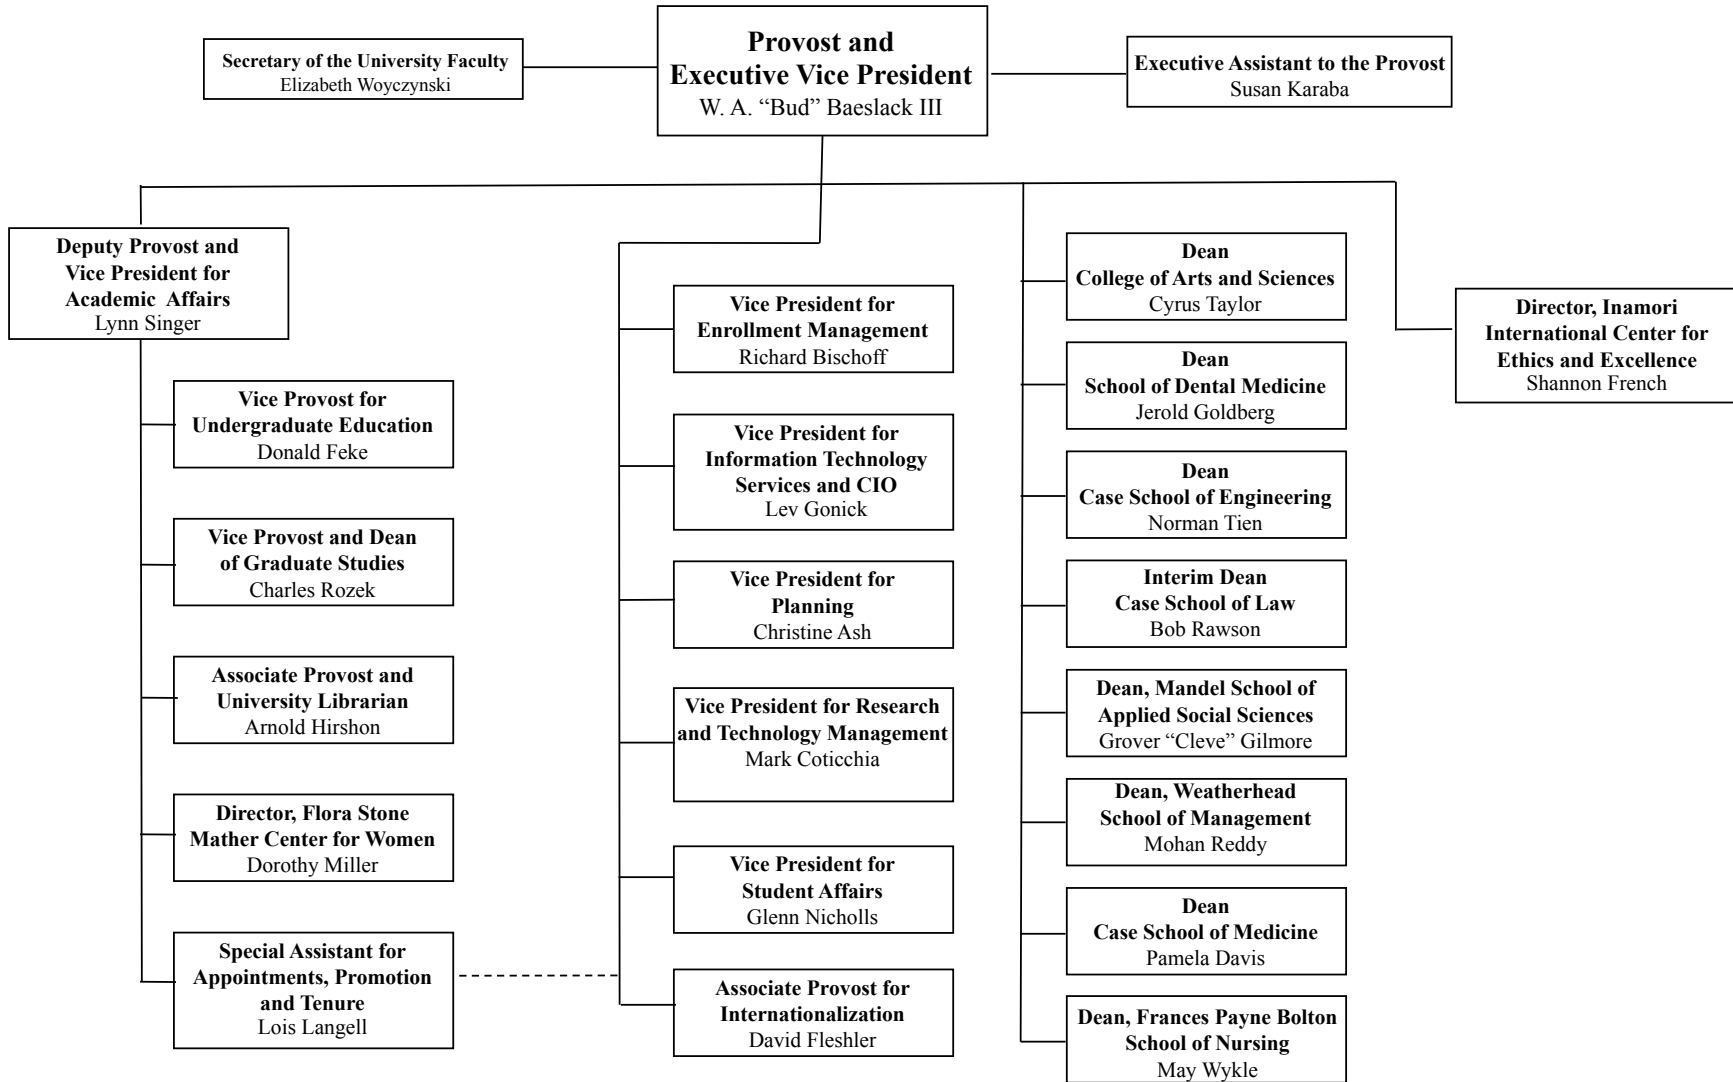 Secretary of the University Faculty
Elizabeth Woyczynski
Provost and
Executive Vice President
W. A. “Bud” Baeslack III
Executive Assistant to the Provost
Susan Karaba
Deputy Provost and
Vice President for
Academic Affairs
Lynn Singer
Vice Provost for
Undergraduate Education
Donald Feke
Vice Provost and Dean
of Graduate Studies
Charles Rozek
Associate Provost and
University Librarian
Arnold Hirshon
Director, Flora Stone
Mather Center for Women
Dorothy Miller
Special Assistant for
Appointments, Promotion
and Tenure
Lois Langell
Vice President for
Enrollment Management
Richard Bischoff
Vice President for
Information Technology
Services and CIO
Lev Gonick
Vice President for
Planning
Christine Ash
Vice President for Research
and Technology Management
Mark Coticchia
Vice President for
Student Affairs
Glenn Nicholls
Associate Provost for
Internationalization
David Fleshler
Dean
College of Arts and Sciences
Cyrus Taylor
Dean
School of Dental Medicine
Jerold Goldberg
Dean
Case School of Engineering
Norman Tien
Interim Dean
Case School of Law
Bob Rawson
Dean, Mandel School of
Applied Social Sciences
Grover “Cleve” Gilmore
Dean, Weatherhead
School of Management
Mohan Reddy
Dean
Case School of Medicine
Pamela Davis
Dean, Frances Payne Bolton
School of Nursing
May Wykle
Director, Inamori
International Center for
Ethics and Excellence
Shannon French